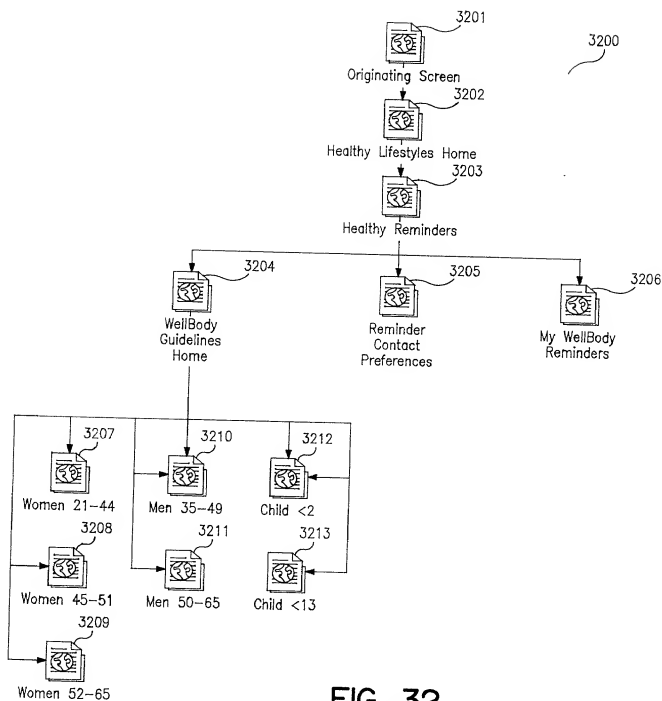 3201
3200
Originating Screen
3202
Healthy Lifestyles Home
3203
Healthy Reminders
3204
3205
3206
WellBody
Guidelines
Home
Reminder
Contact
Preferences
My WellBody
Reminders
3207
3210
3212
Women 21-44
Men 35-49
Child <2
3208
3211
3213
Women 45-51
Men 50-65
Child <13
3209
Women 52-65
FIG. 32